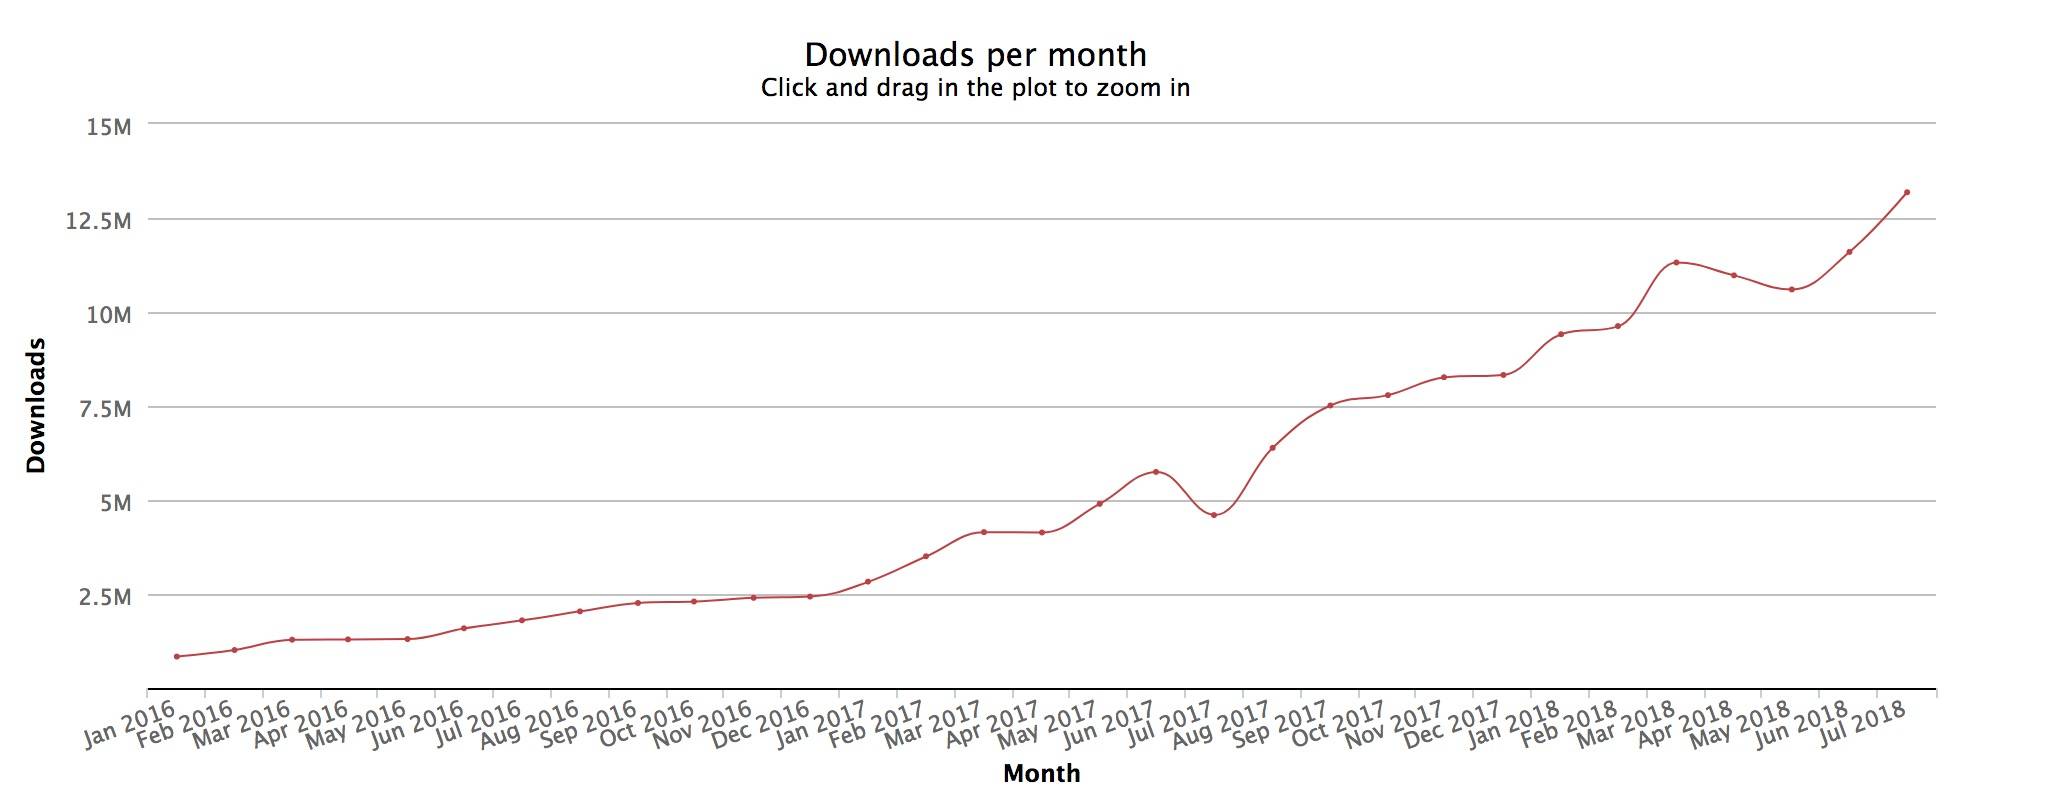 Downloads per month
Click and drag in the plot to zoom in
15M
12.5M
10M
7.5M
5M
2.5M
Downloads
Jan 2016
Feb 2016
Mar 2016
Apr 2016
May 2016
Jun 2016
Jul 2016
Aug 2016
Sep 2016
Oct 2016
Nov 2016
Dec 2016
Jan 2017
Feb 2017
Mar 2017
Apr 2017
May 2017
Jun 2017
Jul 2017
Aug 2017
Sep 2017
Oct 2017
Nov 2017
Dec 2017
Jan 2018
Feb 2018
Mar 2018
Apr 2018
May 2018
Jun 2018
Jul 2018
Month